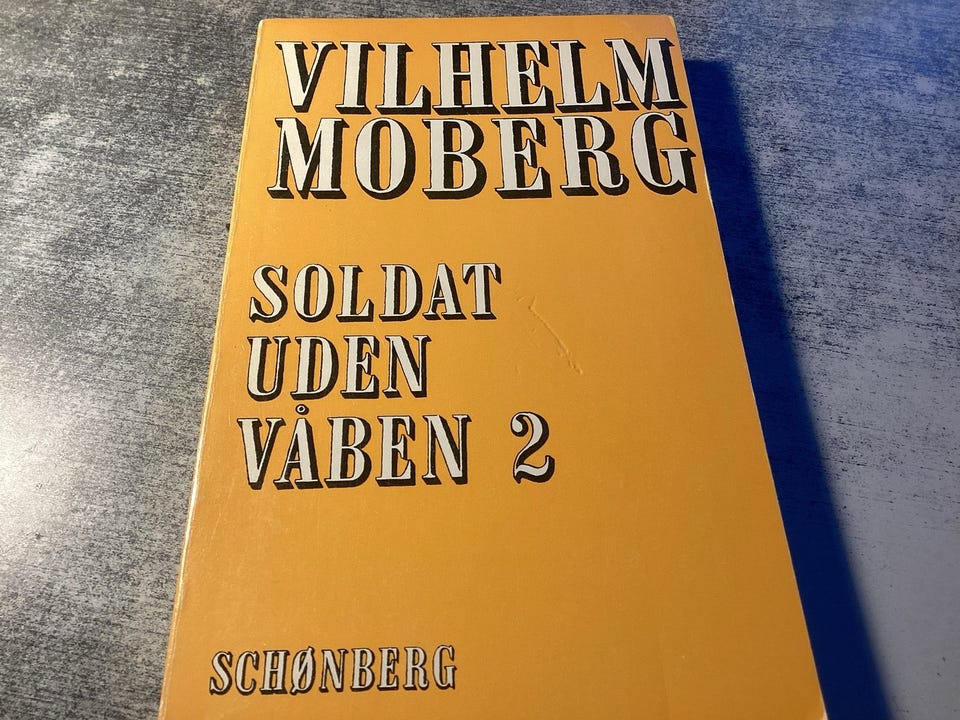 VILHELM
MOBERG
SOLDAT
UDEN
VÅBEN 2
SCHØNBERG